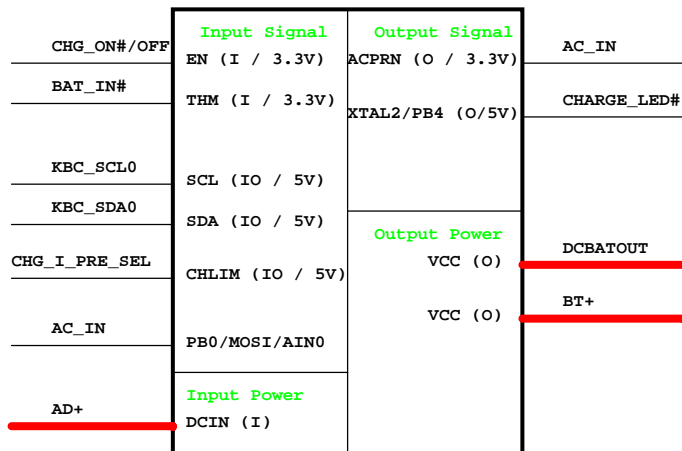 Input Signal
Output Signal
CHG_ON#/OFF
EN (I / 3.3V)
ACPRN (O / 3.3V)
AC_IN
BAT_IN#
THM (I / 3.3V)
XTAL2/PB4 (O/5V)
CHARGE_LED#
KBC_SCL0
SCL (IO / 5V)
KBC_SDA0
SDA (IO / 5V)
Output Power
CHG_I_PRE_SEL
CHLIM (IO / 5V)
VCC (O)
DCBATOUT
VCC (O)
BT+
AC_IN
PB0/MOSI/AIN0
Input Power
AD+
DCIN (I)